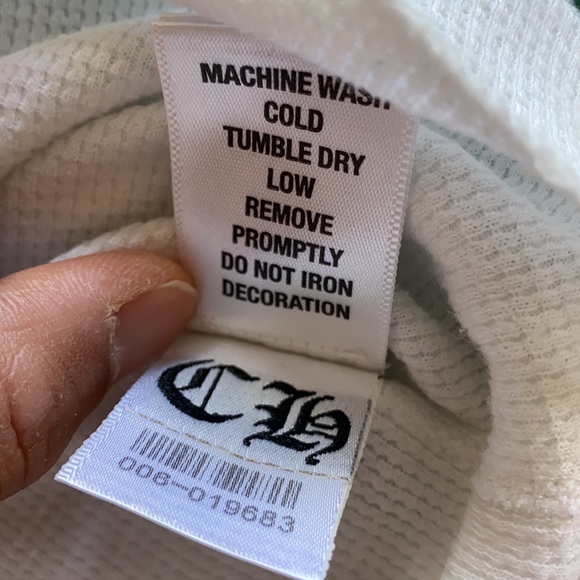 MACHINE WASH
COLD
TUMBLE DRY
LOW
REMOVE
PROMPTLY
DO NOT IRON
DECORATION
CH
006-019683